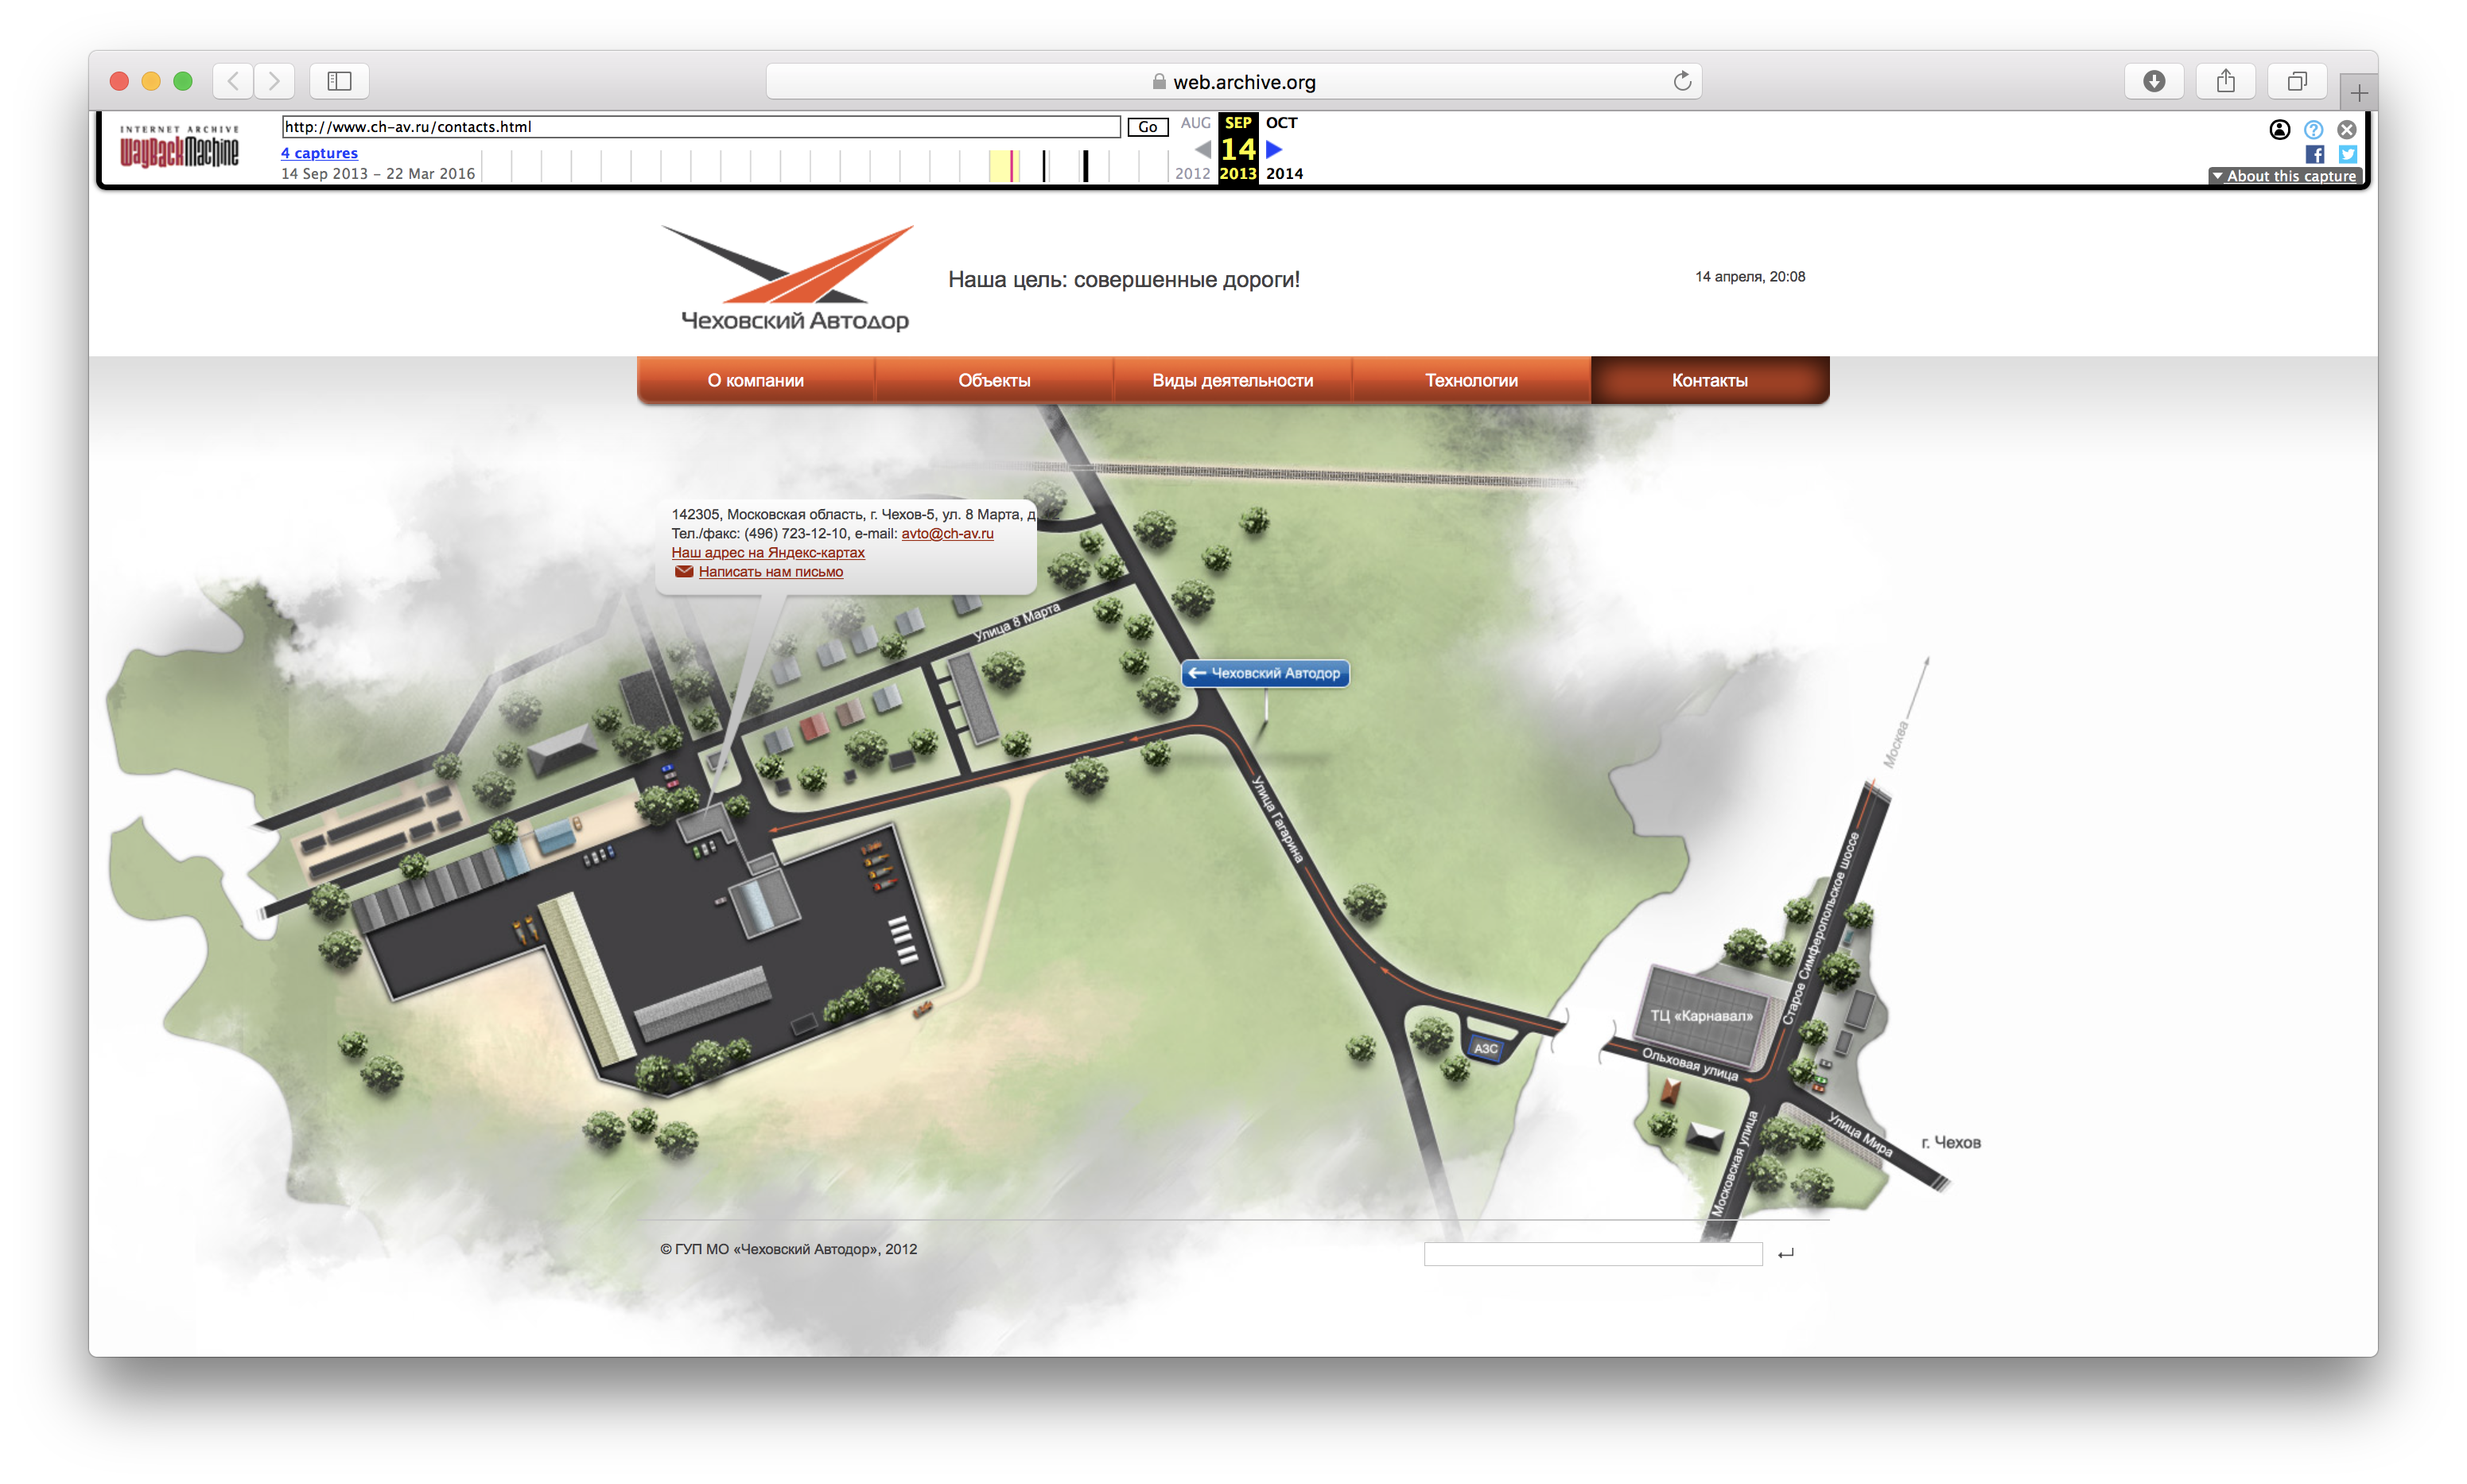 web.archive.org
INTERNET ARCHIVE
WayBackMachine
http://www.ch-av.ru/contacts.html
Go
AUG
SEP
OCT
4 captures
14
14 Sep 2013 – 22 Mar 2016
2012
2013
2014
About this capture
Чеховский Автодор
Наша цель: совершенные дороги!
14 апреля, 20:08
О компании
Объекты
Виды деятельности
Технологии
Контакты
142305, Московская область, г. Чехов-5, ул. 8 Марта, д
Тел./факс: (496) 723-12-10, e-mail: avto@ch-av.ru
Наш адрес на Яндекс-картах
Написать нам письмо
Улица 8 Марта
Чеховский Автодор
Москва
Улица Гагарина
Старое Симферопольское шоссе
ТЦ «Карнавал»
АЗС
Ольховая улица
Улица Мира
г. Чехов
Московская улица
© ГУП МО «Чеховский Автодор», 2012